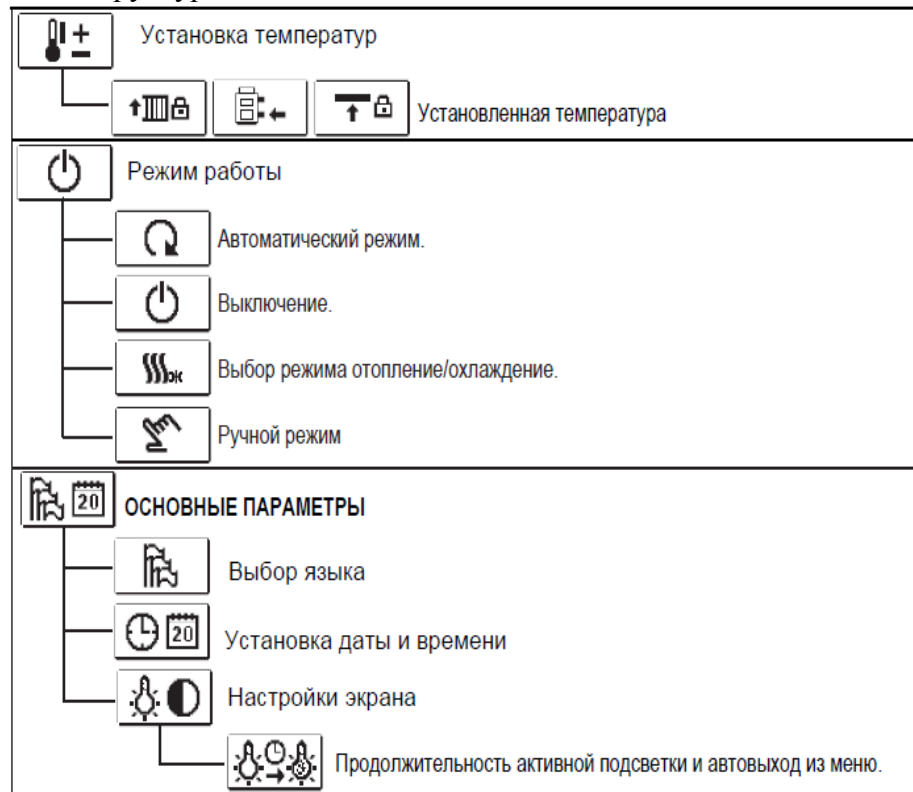 Установка температур
Установленная температура
Режим работы
Автоматический режим.
Выключение.
ОК
Выбор режима отопление/охлаждение.
Ручной режим
20
ОСНОВНЫЕ ПАРАМЕТРЫ
Выбор языка
20
Установка даты и времени
Настройки экрана
Продолжительность активной подсветки и автовыход из меню.